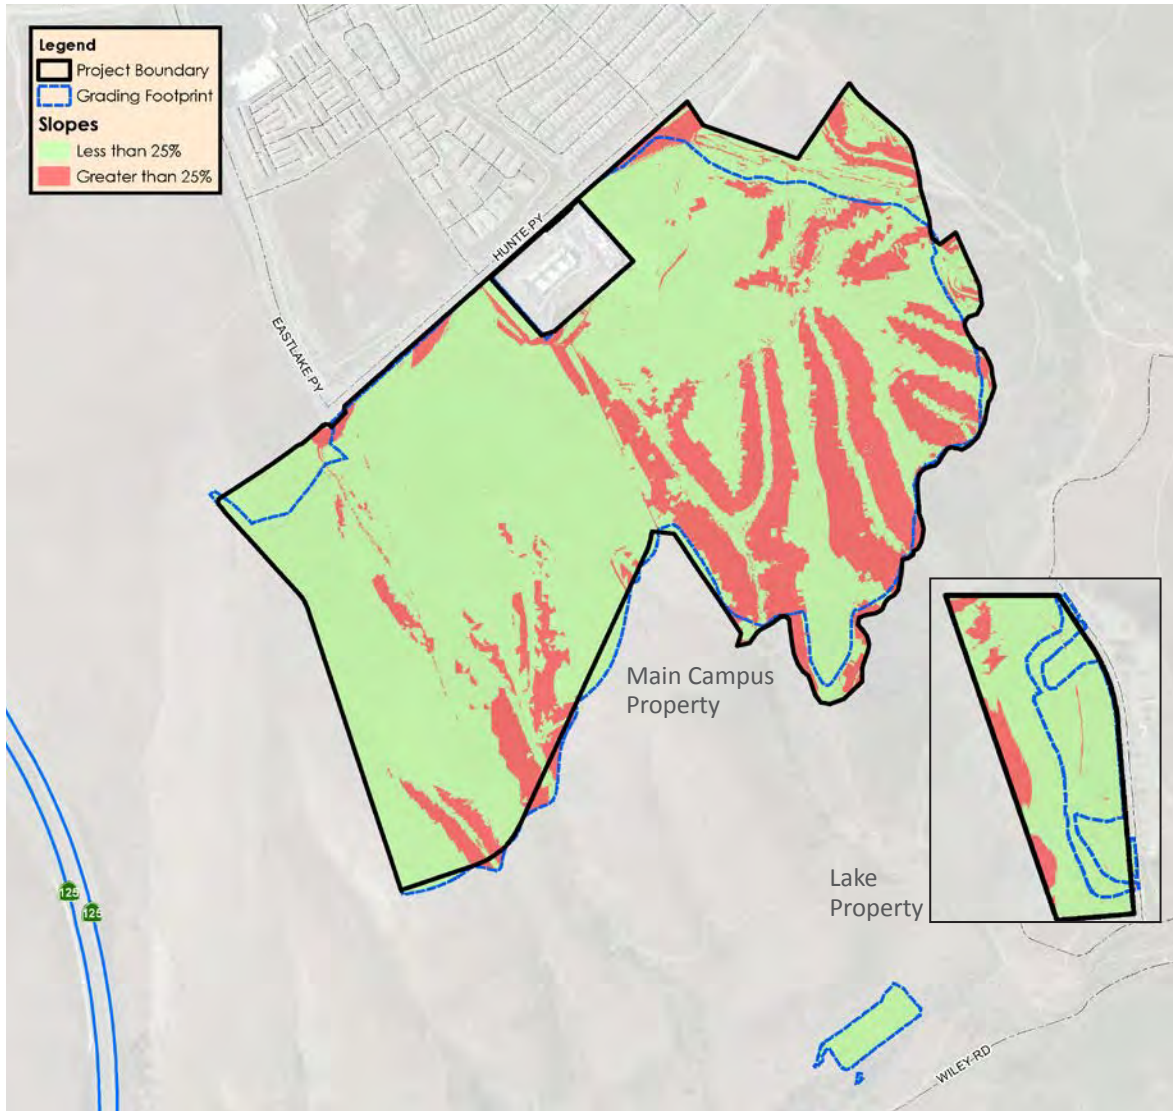 Legend
Project Boundary
Grading Footprint
Slopes
Less than 25%
Greater than 25%
HUNTE PY
EASTLAKE PY
Main Campus
Property
Lake
Property
125
125
WILEY RD